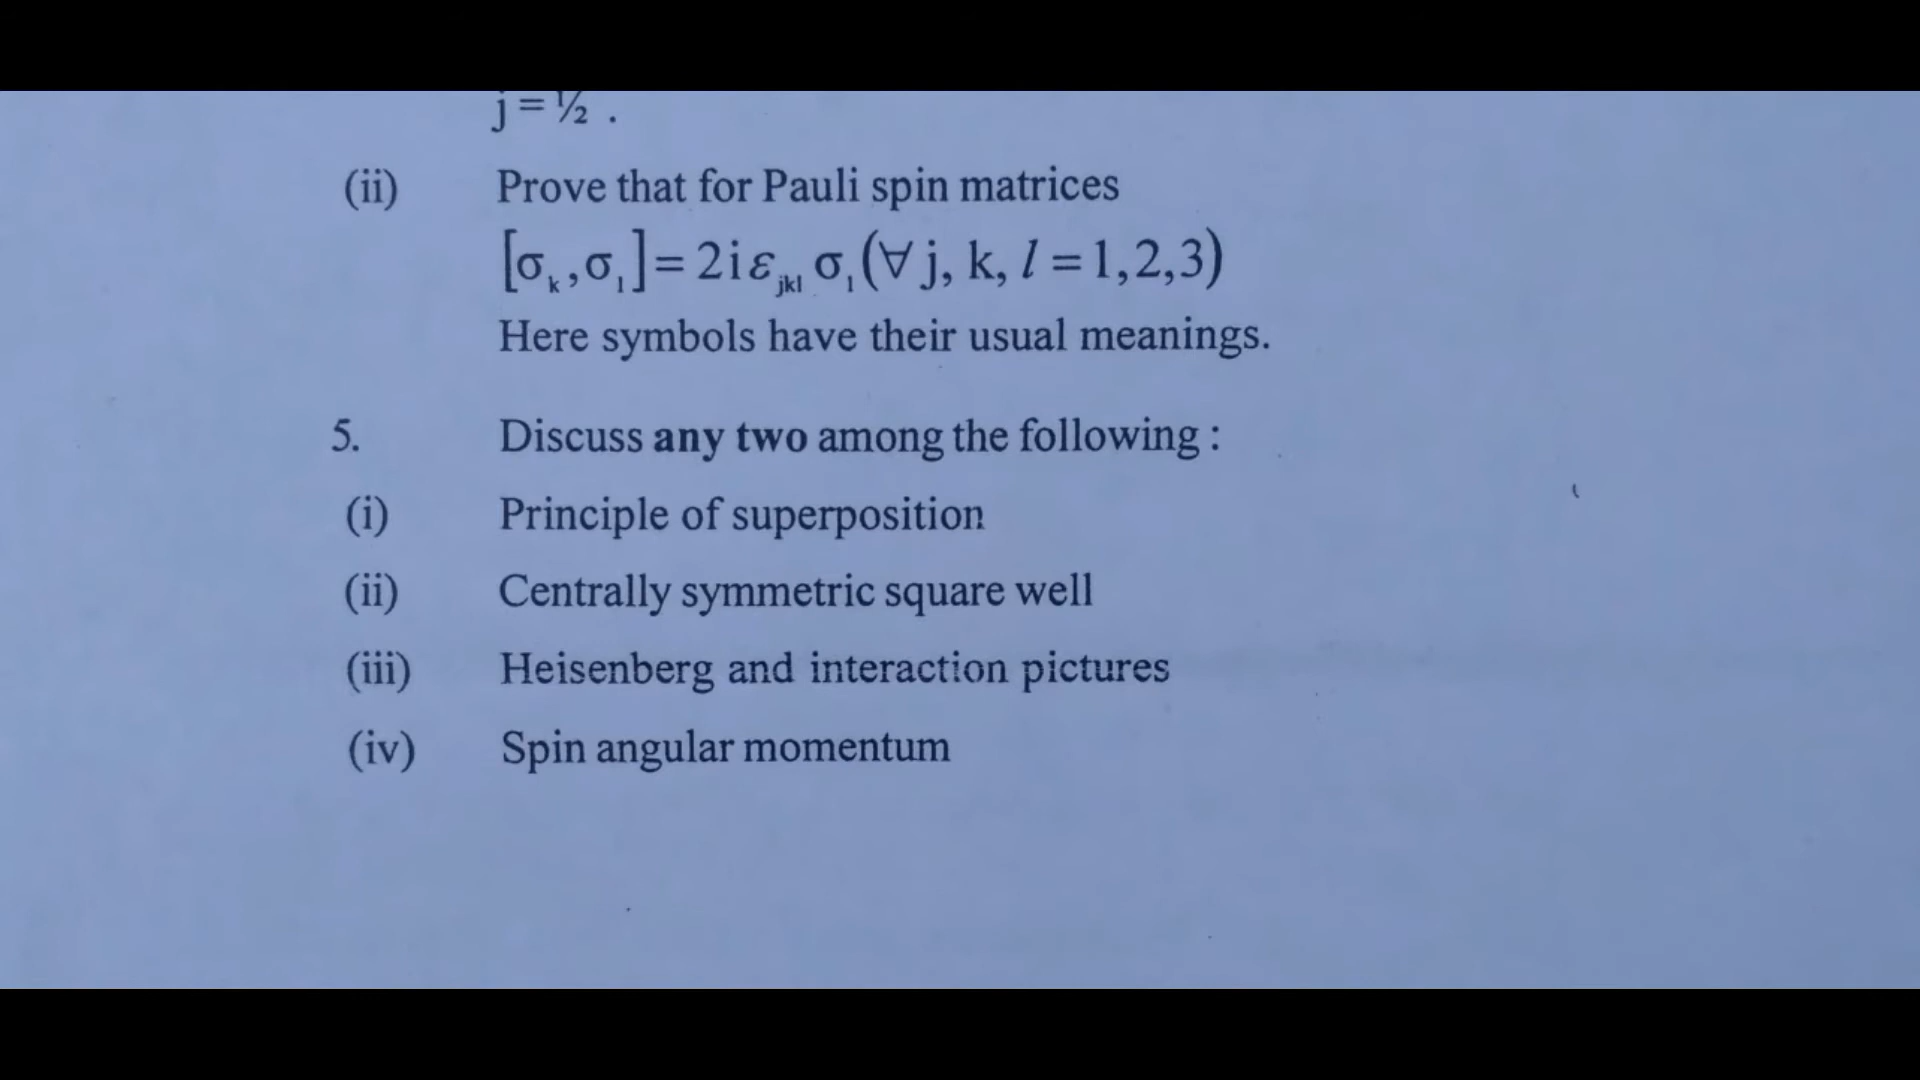 j = ½ .
(ii) Prove that for Pauli spin matrices
[σₖ,σₗ] = 2iεⱼₖₗ σₗ (∀ j, k, l = 1,2,3)
Here symbols have their usual meanings.
5. Discuss any two among the following :
(i) Principle of superposition
(ii) Centrally symmetric square well
(iii) Heisenberg and interaction pictures
(iv) Spin angular momentum